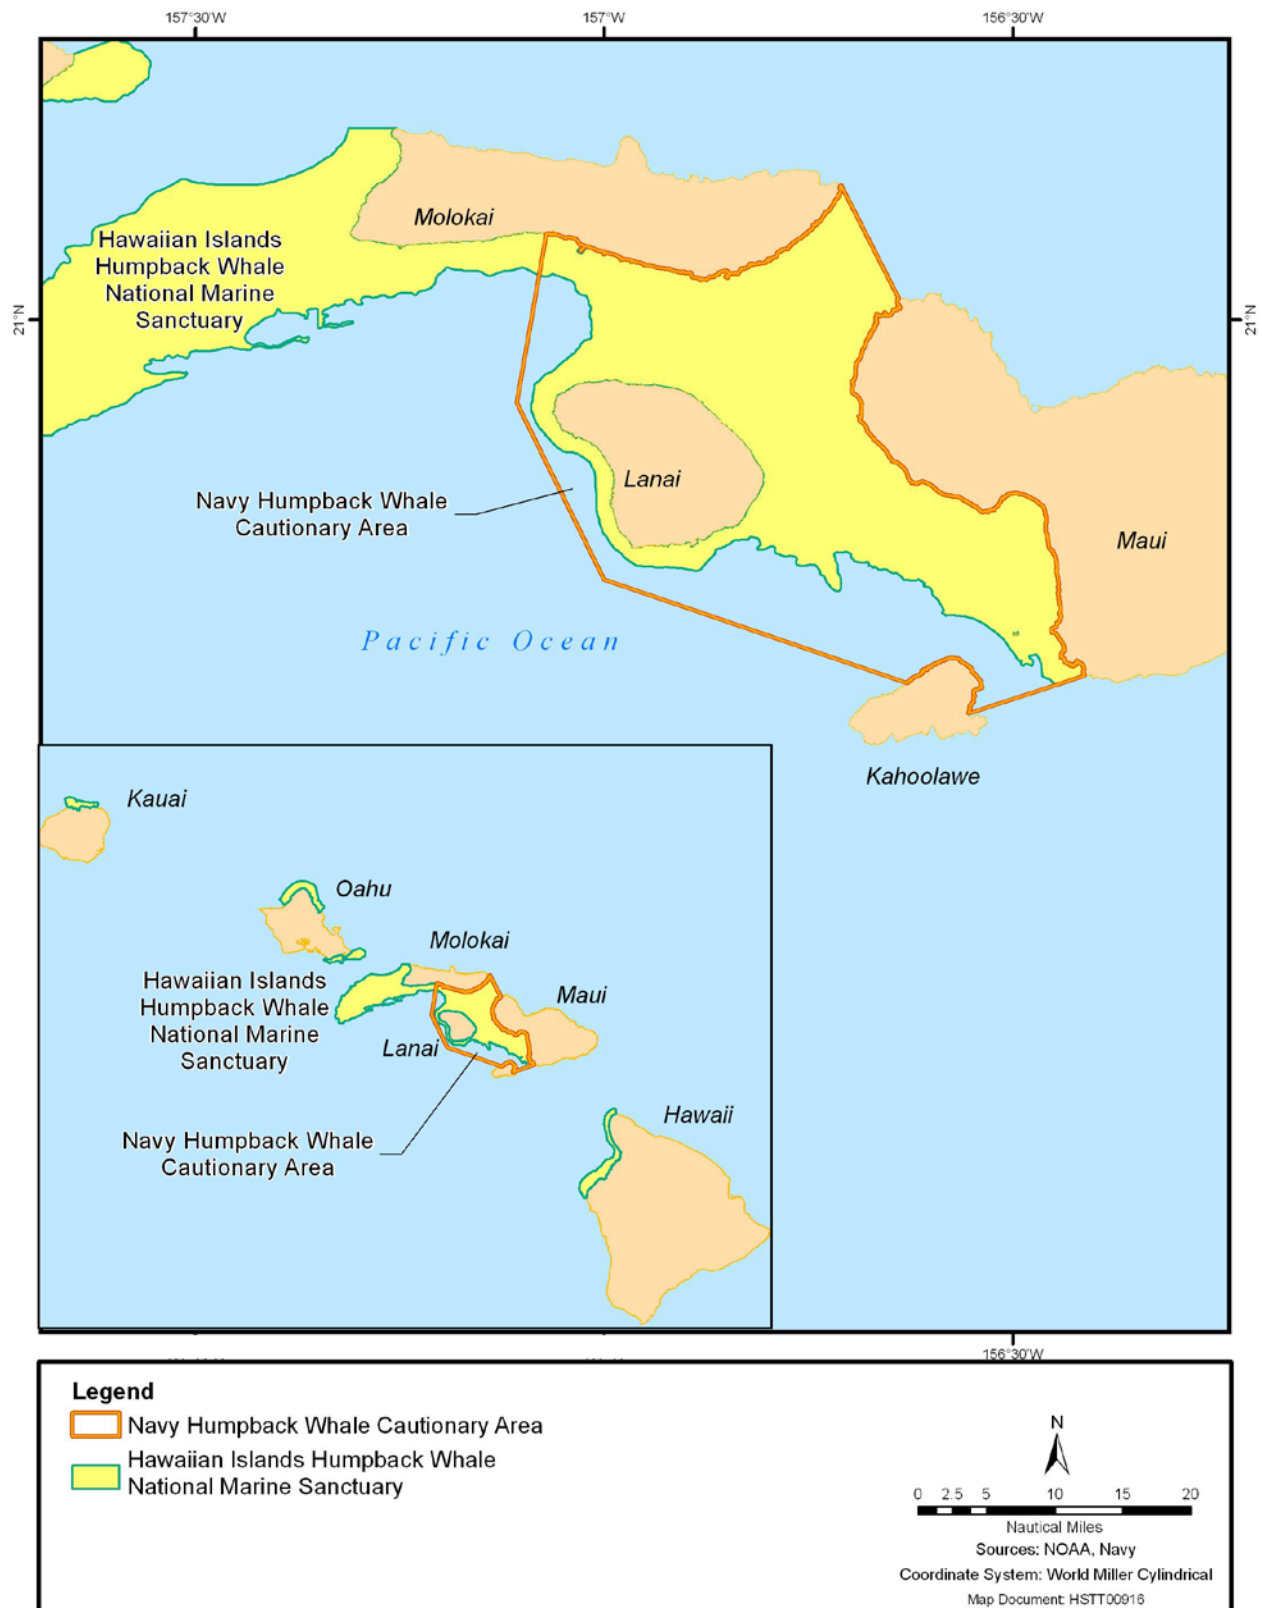 157°30'W
157°W
156°30'W
Molokai
Hawaiian Islands
Humpback Whale
National Marine
Sanctuary
21°N
21°N
Lanai
Navy Humpback Whale
Cautionary Area
Maui
Pacific Ocean
Kahoolawe
Kauai
Oahu
Molokai
Hawaiian Islands
Humpback Whale
National Marine
Sanctuary
Maui
Lanai
Hawaii
Navy Humpback Whale
Cautionary Area
156°30'W
Legend
Navy Humpback Whale Cautionary Area
Hawaiian Islands Humpback Whale
National Marine Sanctuary
N
0 2.5 5 10 15 20
Nautical Miles
Sources: NOAA, Navy
Coordinate System: World Miller Cylindrical
Map Document: HSTT00916